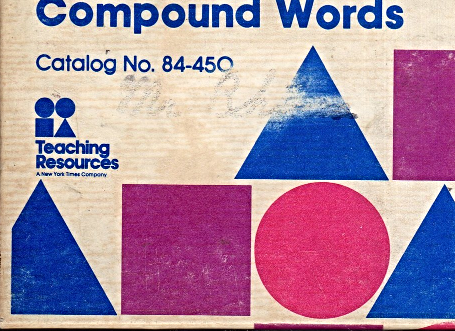 Compound Words
Catalog No. 84-450
Teaching
Resources
A New York Times Company